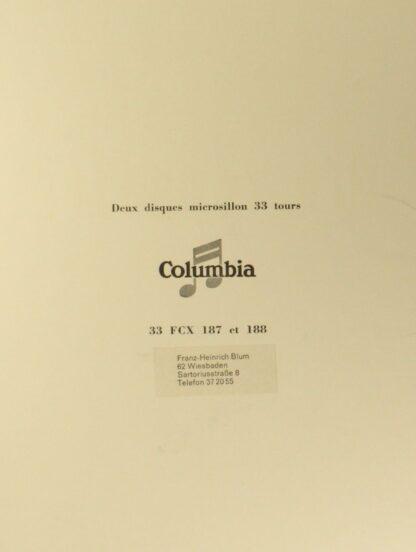 Deux disques microsillon 33 tours
Columbia
33 FCX 187 et 188
Franz-Heinrich Blum
62 Wiesbaden
Sartoriusstraße 8
Telefon 37 20 55